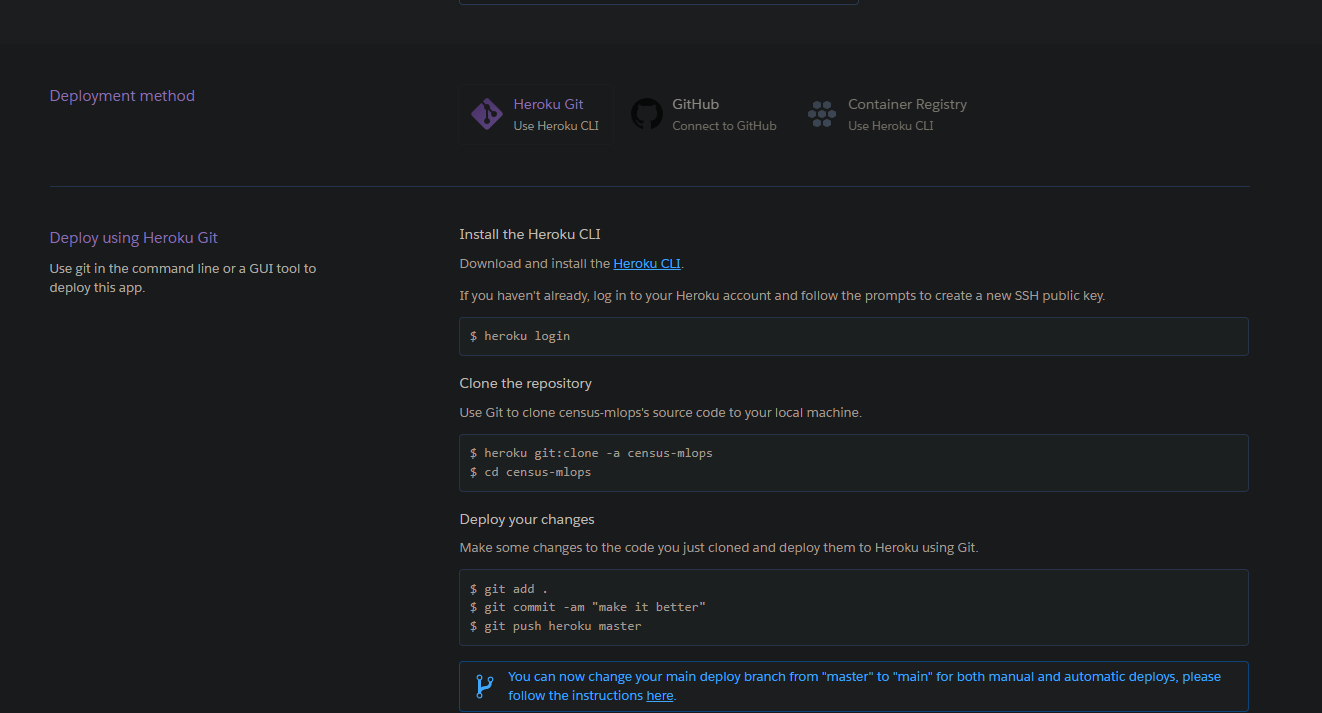 Deployment method
Heroku Git
Use Heroku CLI
GitHub
Connect to GitHub
Container Registry
Use Heroku CLI
Deploy using Heroku Git
Use git in the command line or a GUI tool to
deploy this app.
Install the Heroku CLI
Download and install the Heroku CLI.
If you haven't already, log in to your Heroku account and follow the prompts to create a new SSH public key.
$ heroku login
Clone the repository
Use Git to clone census-mlops's source code to your local machine.
$ heroku git:clone -a census-mlops
$ cd census-mlops
Deploy your changes
Make some changes to the code you just cloned and deploy them to Heroku using Git.
$ git add .
$ git commit -am "make it better"
$ git push heroku master
You can now change your main deploy branch from "master" to "main" for both manual and automatic deploys, please
follow the instructions here.